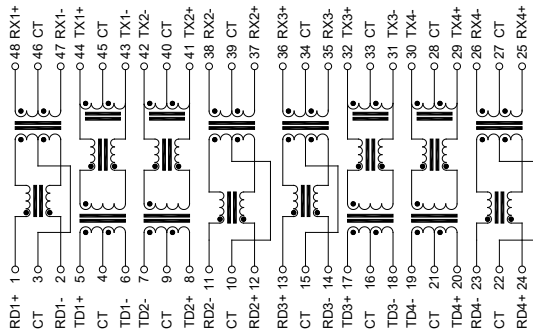 48 RX1+
46 CT
47 RX1-
44 TX1+
45 CT
43 TX1-
42 TX2-
40 CT
41 TX2+
38 RX2-
39 CT
37 RX2+
36 RX3+
34 CT
35 RX3-
32 TX3+
33 CT
31 TX3-
30 TX4-
28 CT
29 TX4+
26 RX4-
27 CT
25 RX4+
RD1+ 1
CT 3
RD1- 2
TD1+ 5
CT 4
TD1- 6
TD2- 7
CT 9
TD2+ 8
RD2- 11
CT 10
RD2+ 12
RD3+ 13
CT 15
RD3- 14
TD3+ 17
CT 16
TD3- 18
TD4- 19
CT 21
TD4+ 20
RD4- 23
CT 22
RD4+ 24